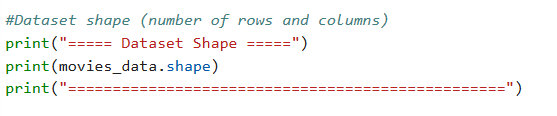 #Dataset shape (number of rows and columns)
print("===== Dataset Shape =====")
print(movies_data.shape)
print("=================================================")